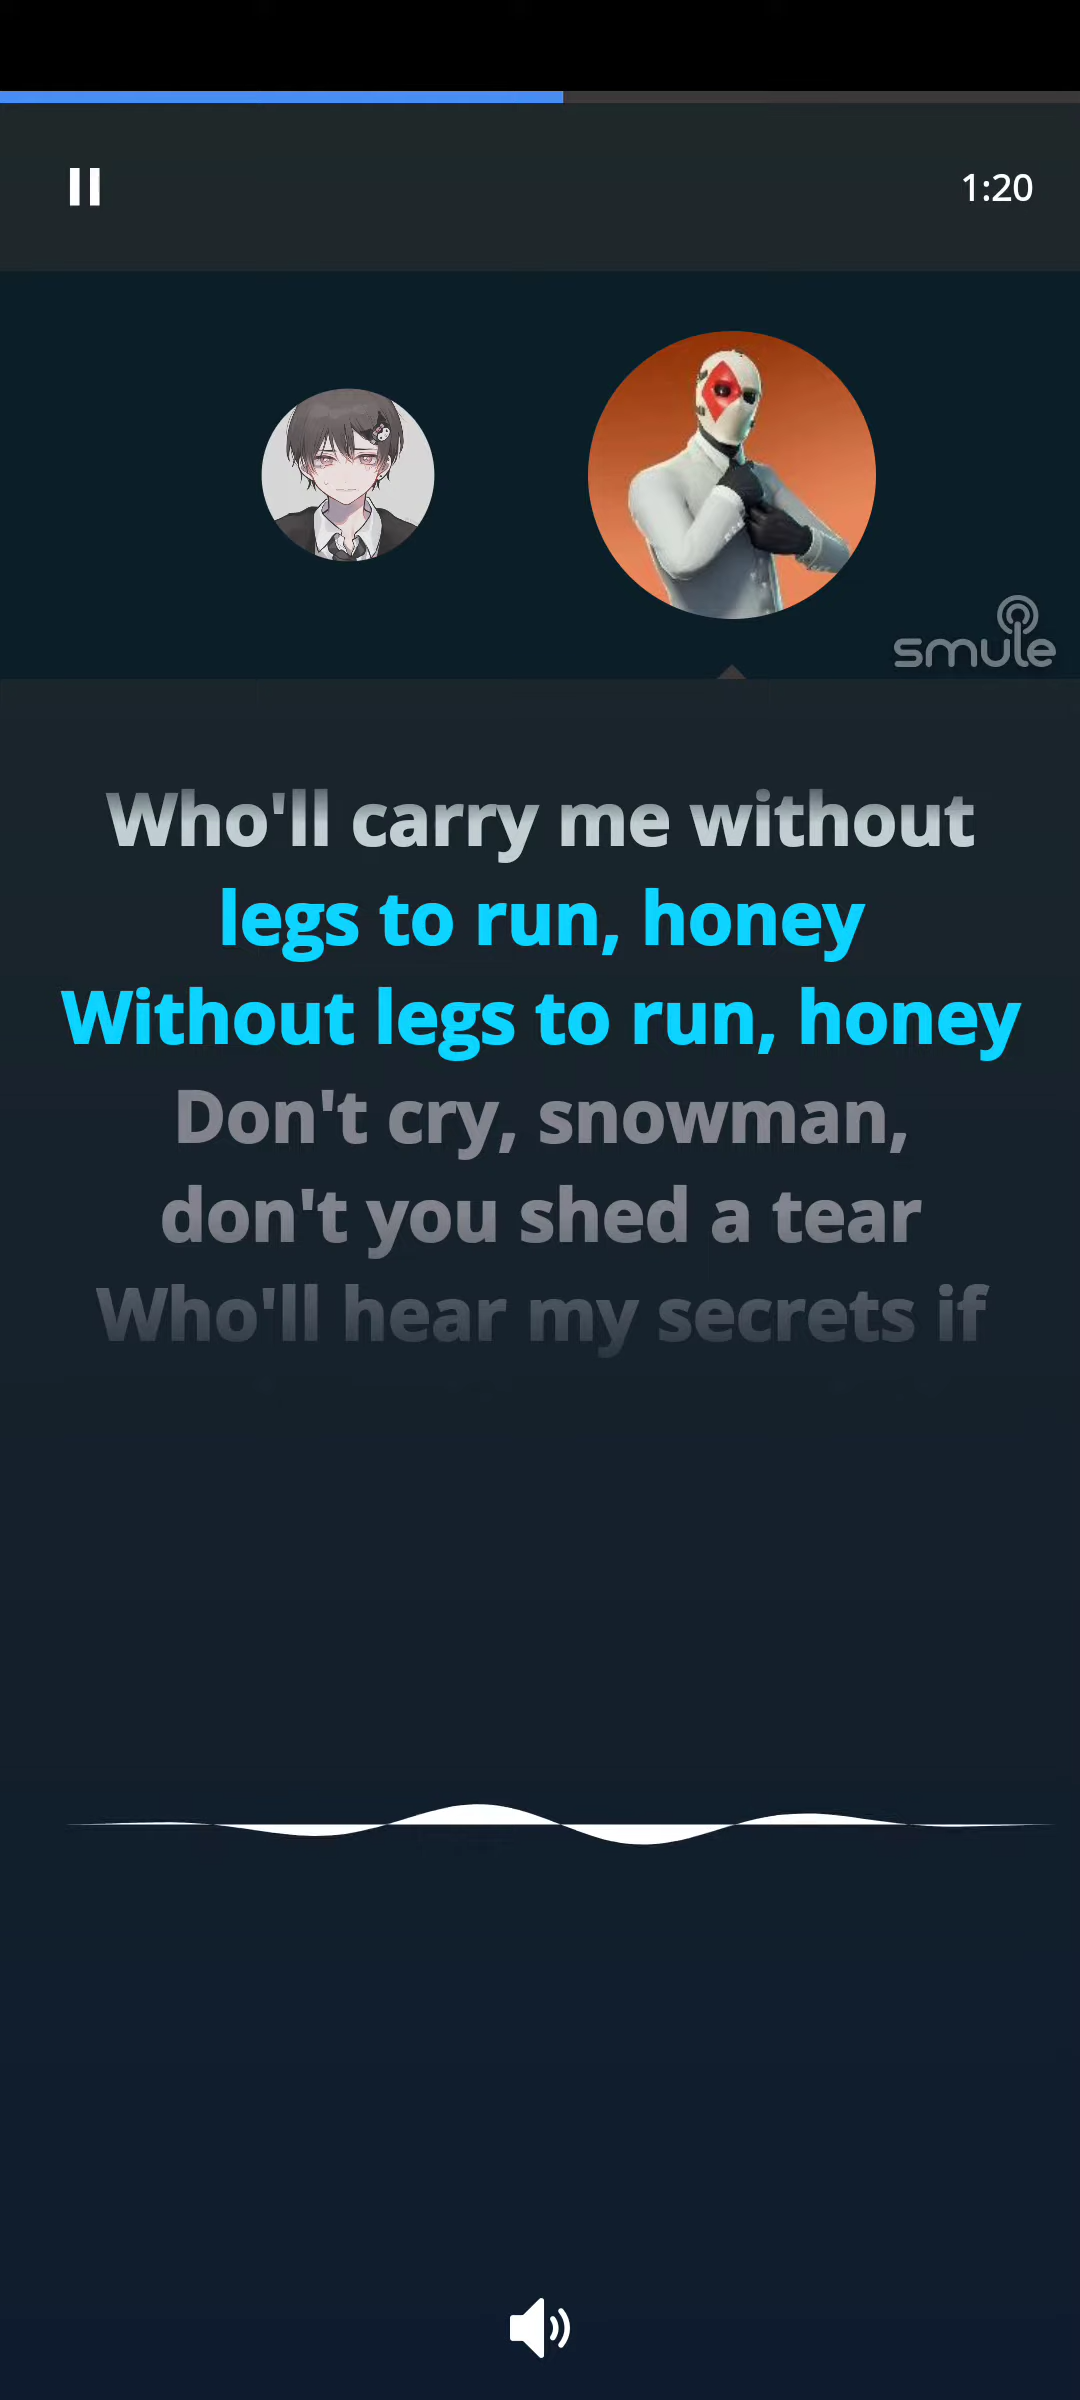 1:20
smule
Who'll carry me without
legs to run, honey
Without legs to run, honey
Don't cry, snowman,
don't you shed a tear
Who'll hear my secrets if